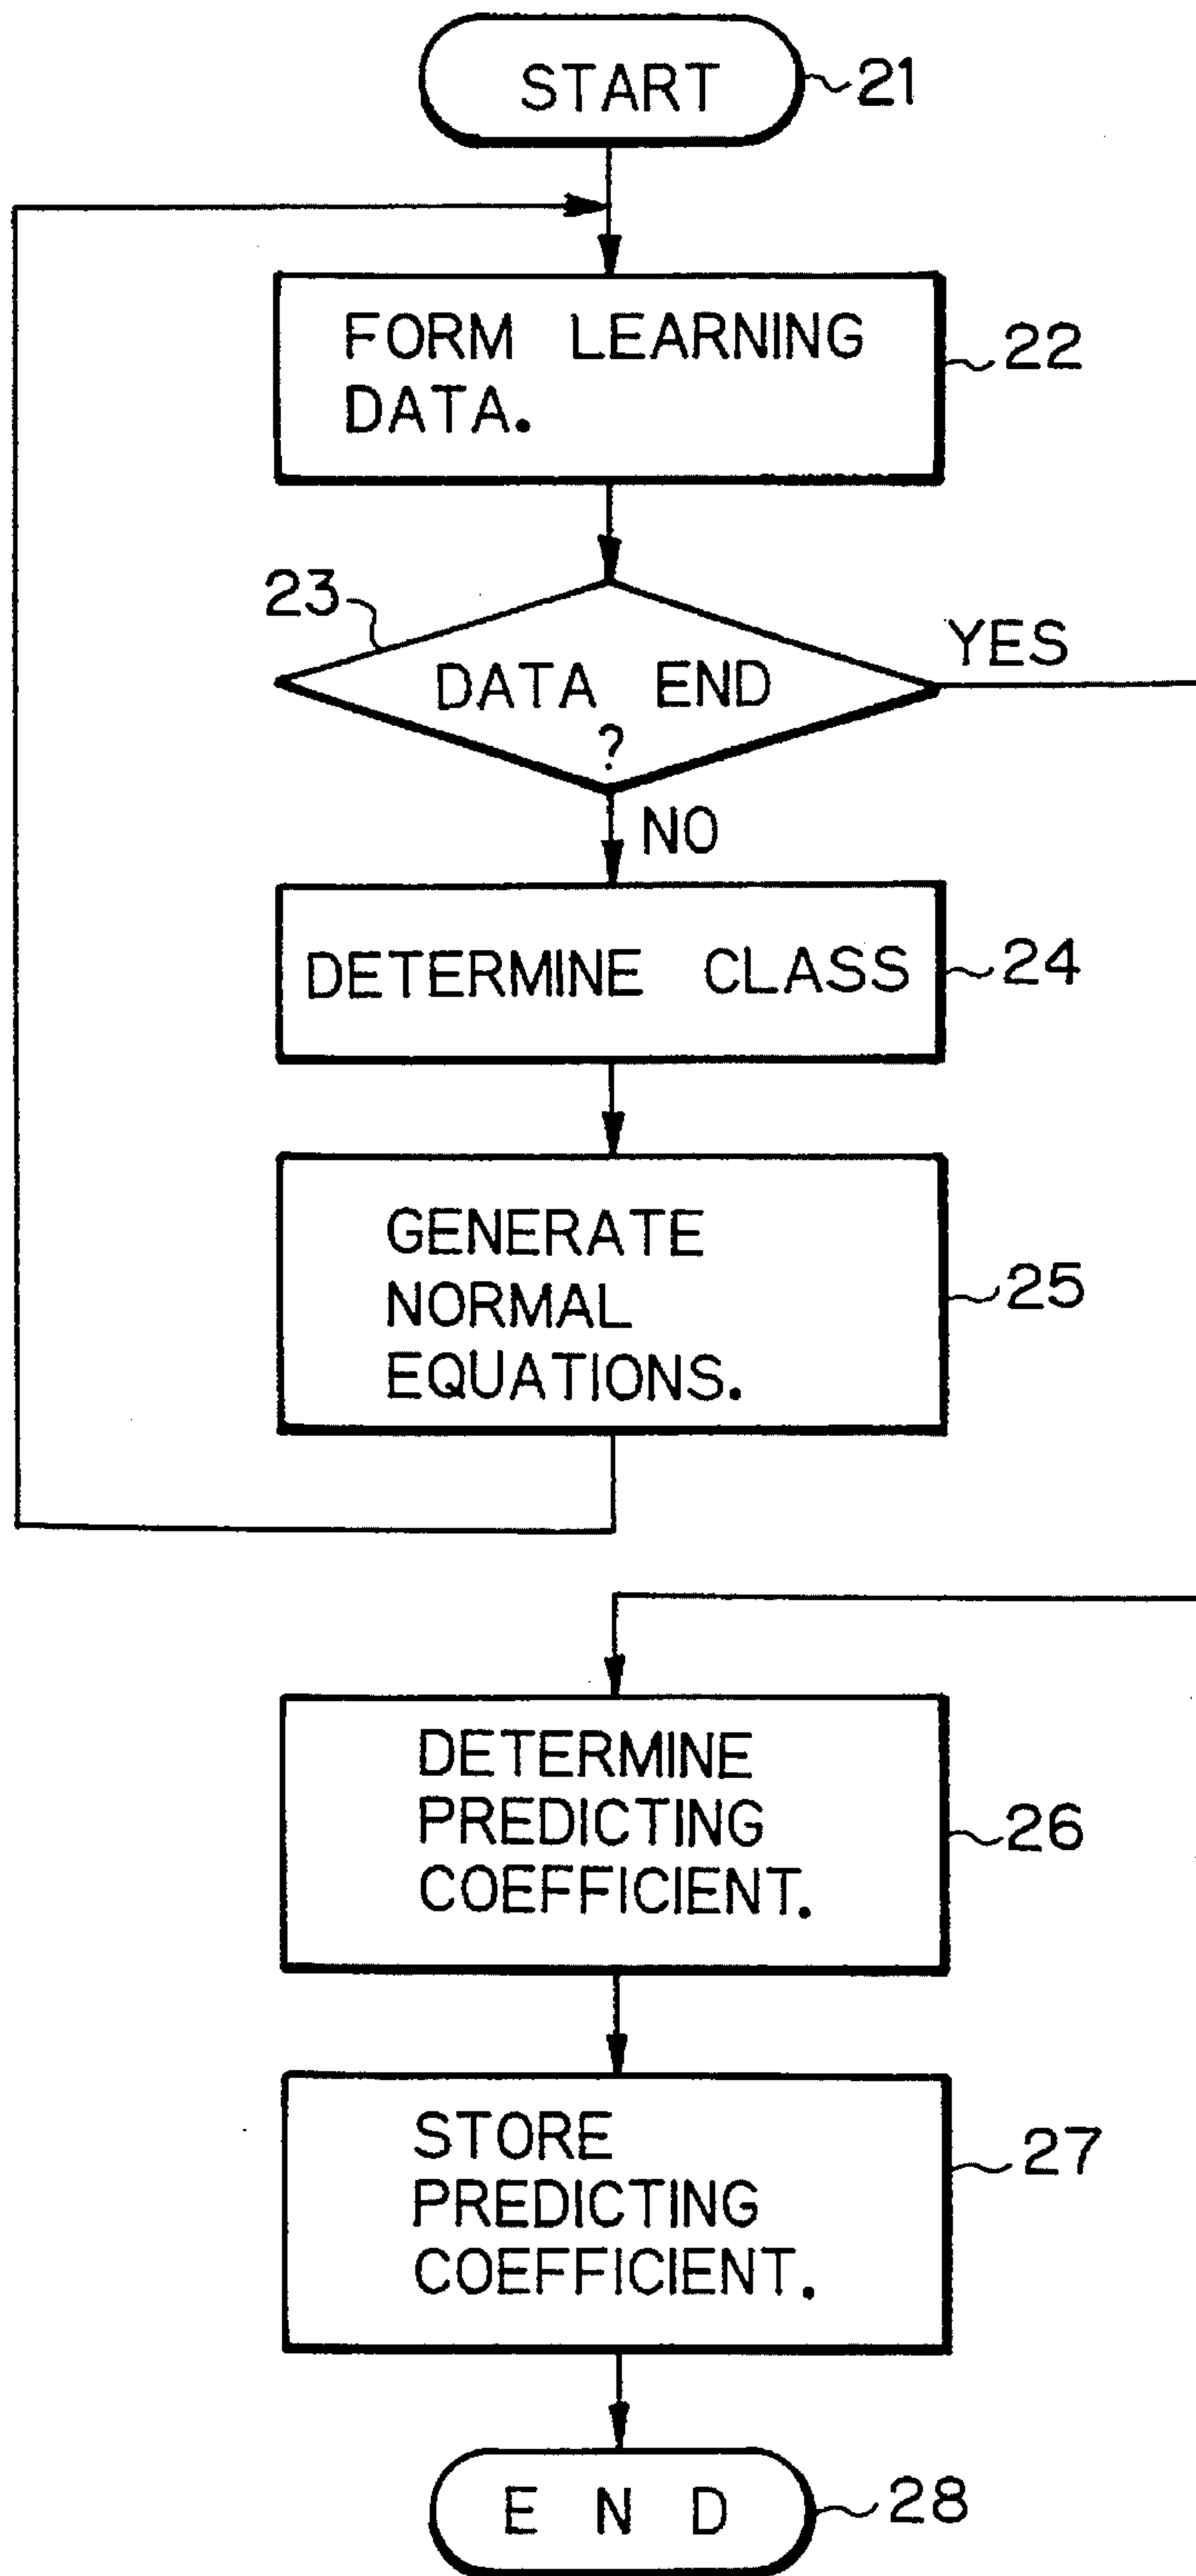 START
21
FORM LEARNING
DATA.
22
23
DATA END
?
YES
NO
DETERMINE CLASS
24
GENERATE
NORMAL
EQUATIONS.
25
DETERMINE
PREDICTING
COEFFICIENT.
26
STORE
PREDICTING
COEFFICIENT.
27
E N D
28